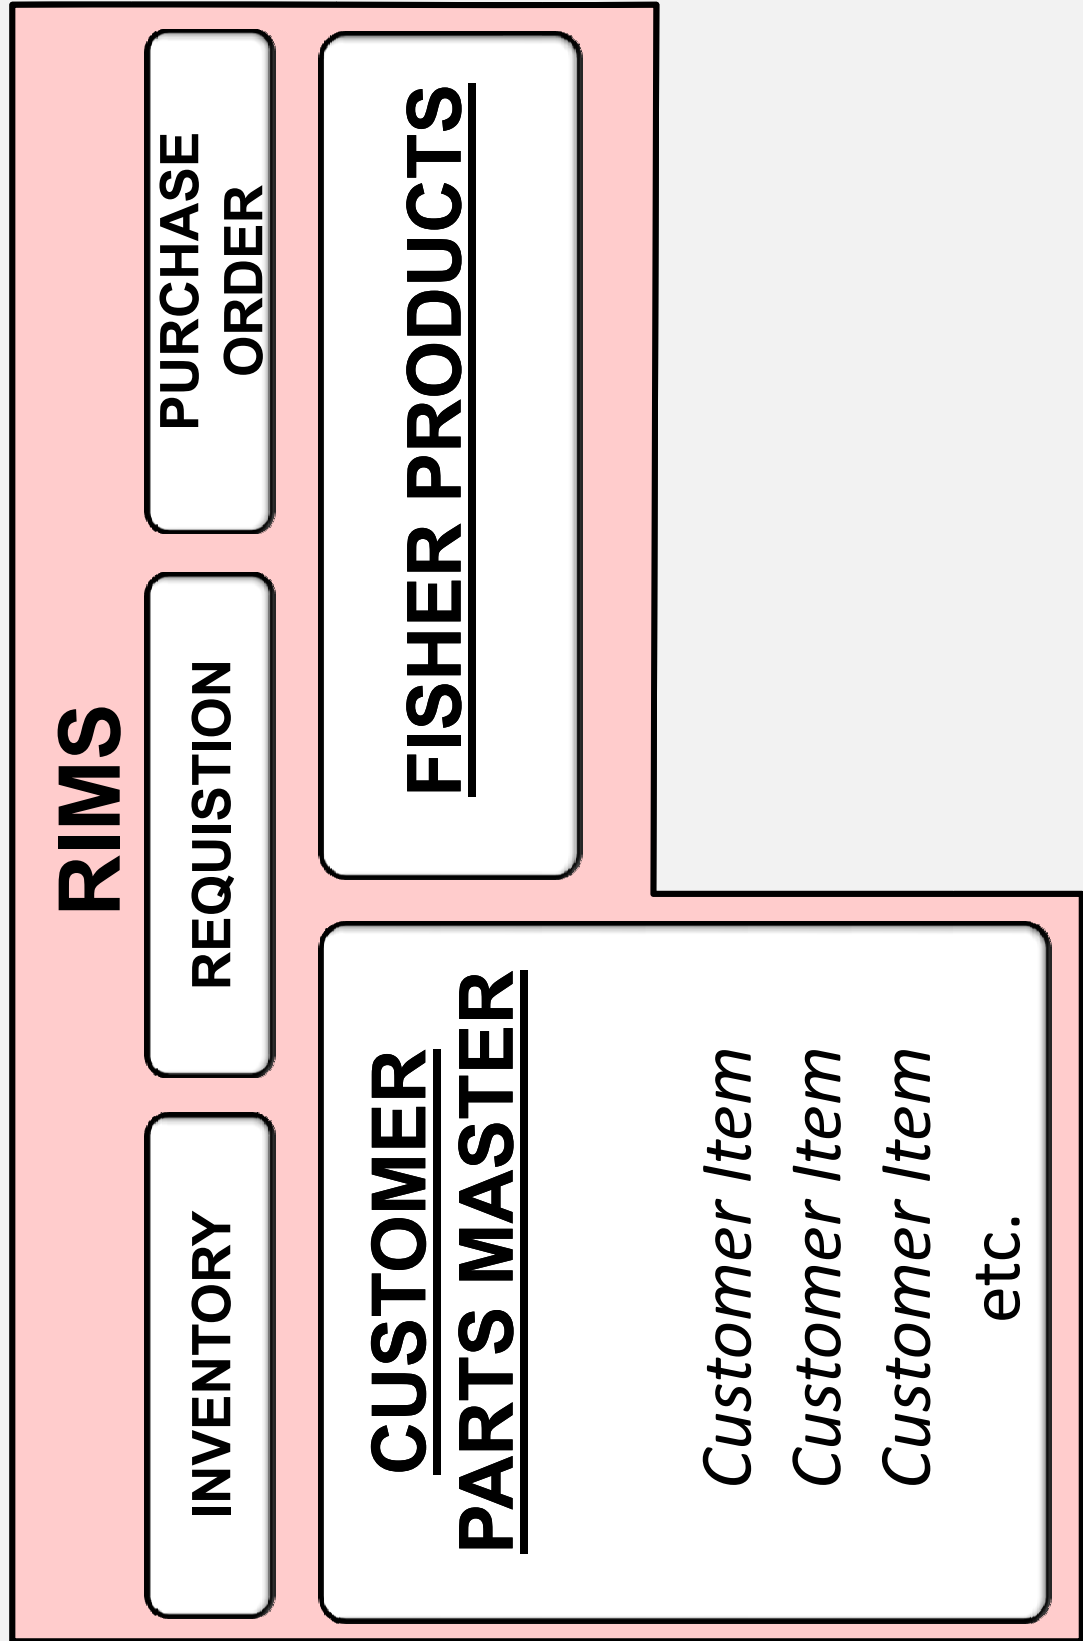 RIMS
INVENTORY
REQUISTION
PURCHASE
ORDER
CUSTOMER
PARTS MASTER
Customer Item
Customer Item
Customer Item
etc.
FISHER PRODUCTS